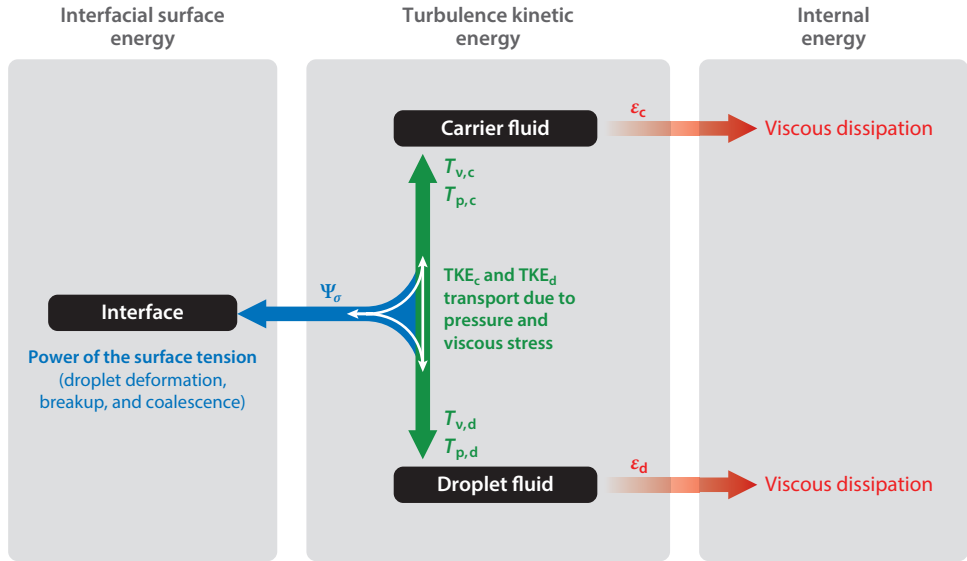 Interfacial surface
energy
Turbulence kinetic
energy
Internal
energy
Carrier fluid
εc
Viscous dissipation
Tν,c
Tp,c
Ψσ
Interface
TKEc and TKEd
transport due to
pressure and
viscous stress
Power of the surface tension
(droplet deformation,
breakup, and coalescence)
Tν,d
Tp,d
Droplet fluid
εd
Viscous dissipation